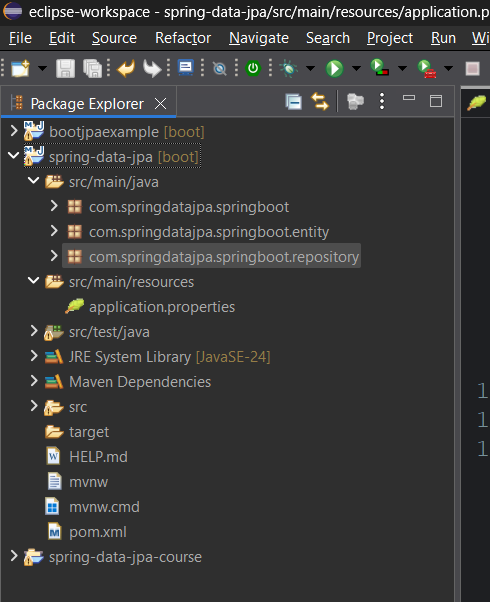 eclipse-workspace - spring-data-jpa/src/main/resources/application.p
File Edit Source Refactor Navigate Search Project Run Wi
Package Explorer
bootjpaexample [boot]
spring-data-jpa [boot]
src/main/java
com.springdatajpa.springboot
com.springdatajpa.springboot.entity
com.springdatajpa.springboot.repository
src/main/resources
application.properties
src/test/java
JRE System Library [JavaSE-24]
Maven Dependencies
src
target
HELP.md
mvnw
mvnw.cmd
pom.xml
spring-data-jpa-course
1
1
1